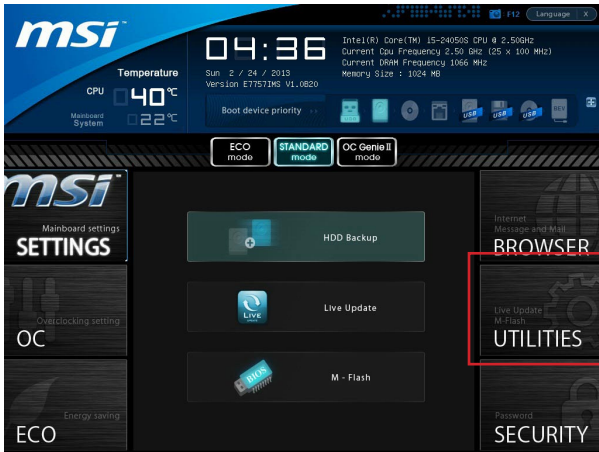 msi
F12 Language X
04:36
Intel(R) Core(TM) i5-2405OS CPU @ 2.50GHz
Current Cpu Frequency 2.50 GHz (25 x 100 MHz)
Current DRAM Frequency 1066 MHz
Memory Size : 1024 MB
Sun 2 / 24 / 2013
Version E7757IMS V1.0B20
Temperature
CPU 40°C
Mainboard
System 22°C
Boot device priority
USB USB USB BEV
ECO
mode
STANDARD
mode
OC Genie II
mode
msi
Mainboard settings
SETTINGS
Overclocking setting
OC
Energy saving
ECO
HDD Backup
LIVE
UPDATE
Live Update
BIOS
M - Flash
Internet
Message and Mail
BROWSER
Live Update
M-Flash
UTILITIES
Password
SECURITY